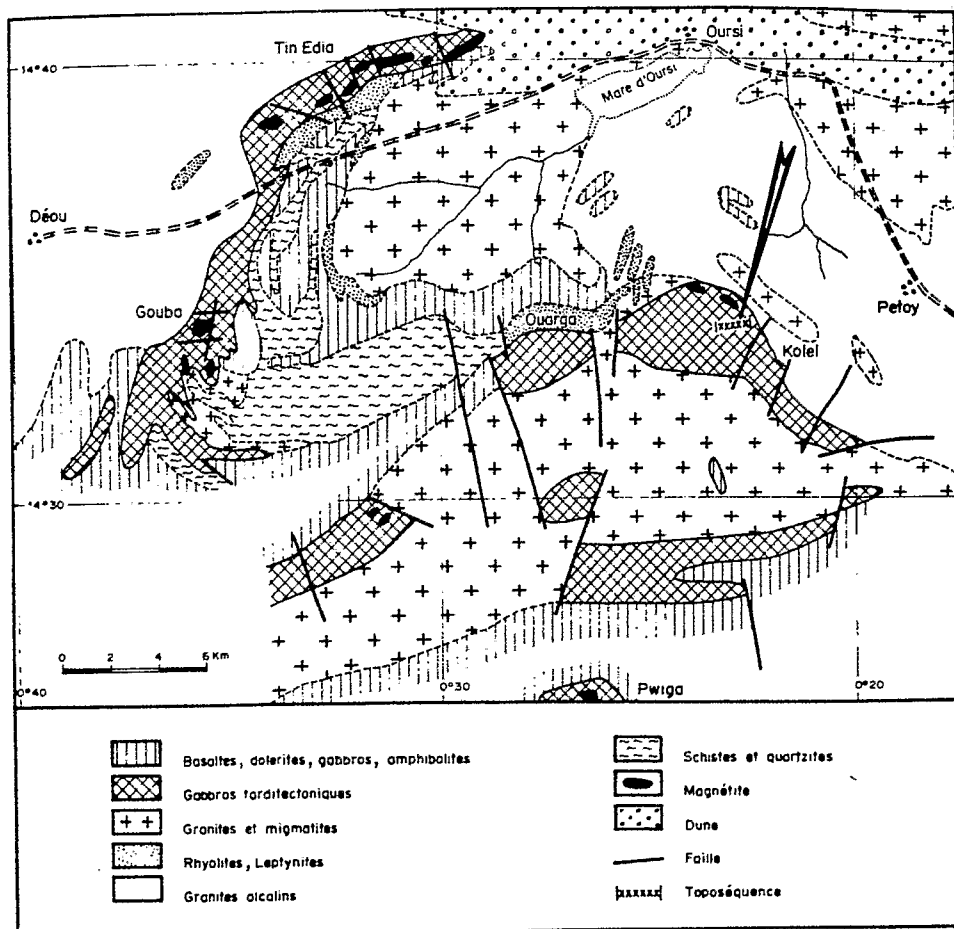 Oursi
Tin Edia
14°40
Mare d'Oursi
Déou
Gouba
Petoy
Ouarga
Kolel
14°30
0 2 4 6 Km
Pwiga
0°40
0°30
0°20
Basaltes, dolerites, gabbros, amphibolites
Gabbros tarditectoniques
Granites et migmatites
Rhyolites, Leptynites
Granites alcalins
Schistes et quartzites
Magnétite
Dune
Faille
Toposéquence